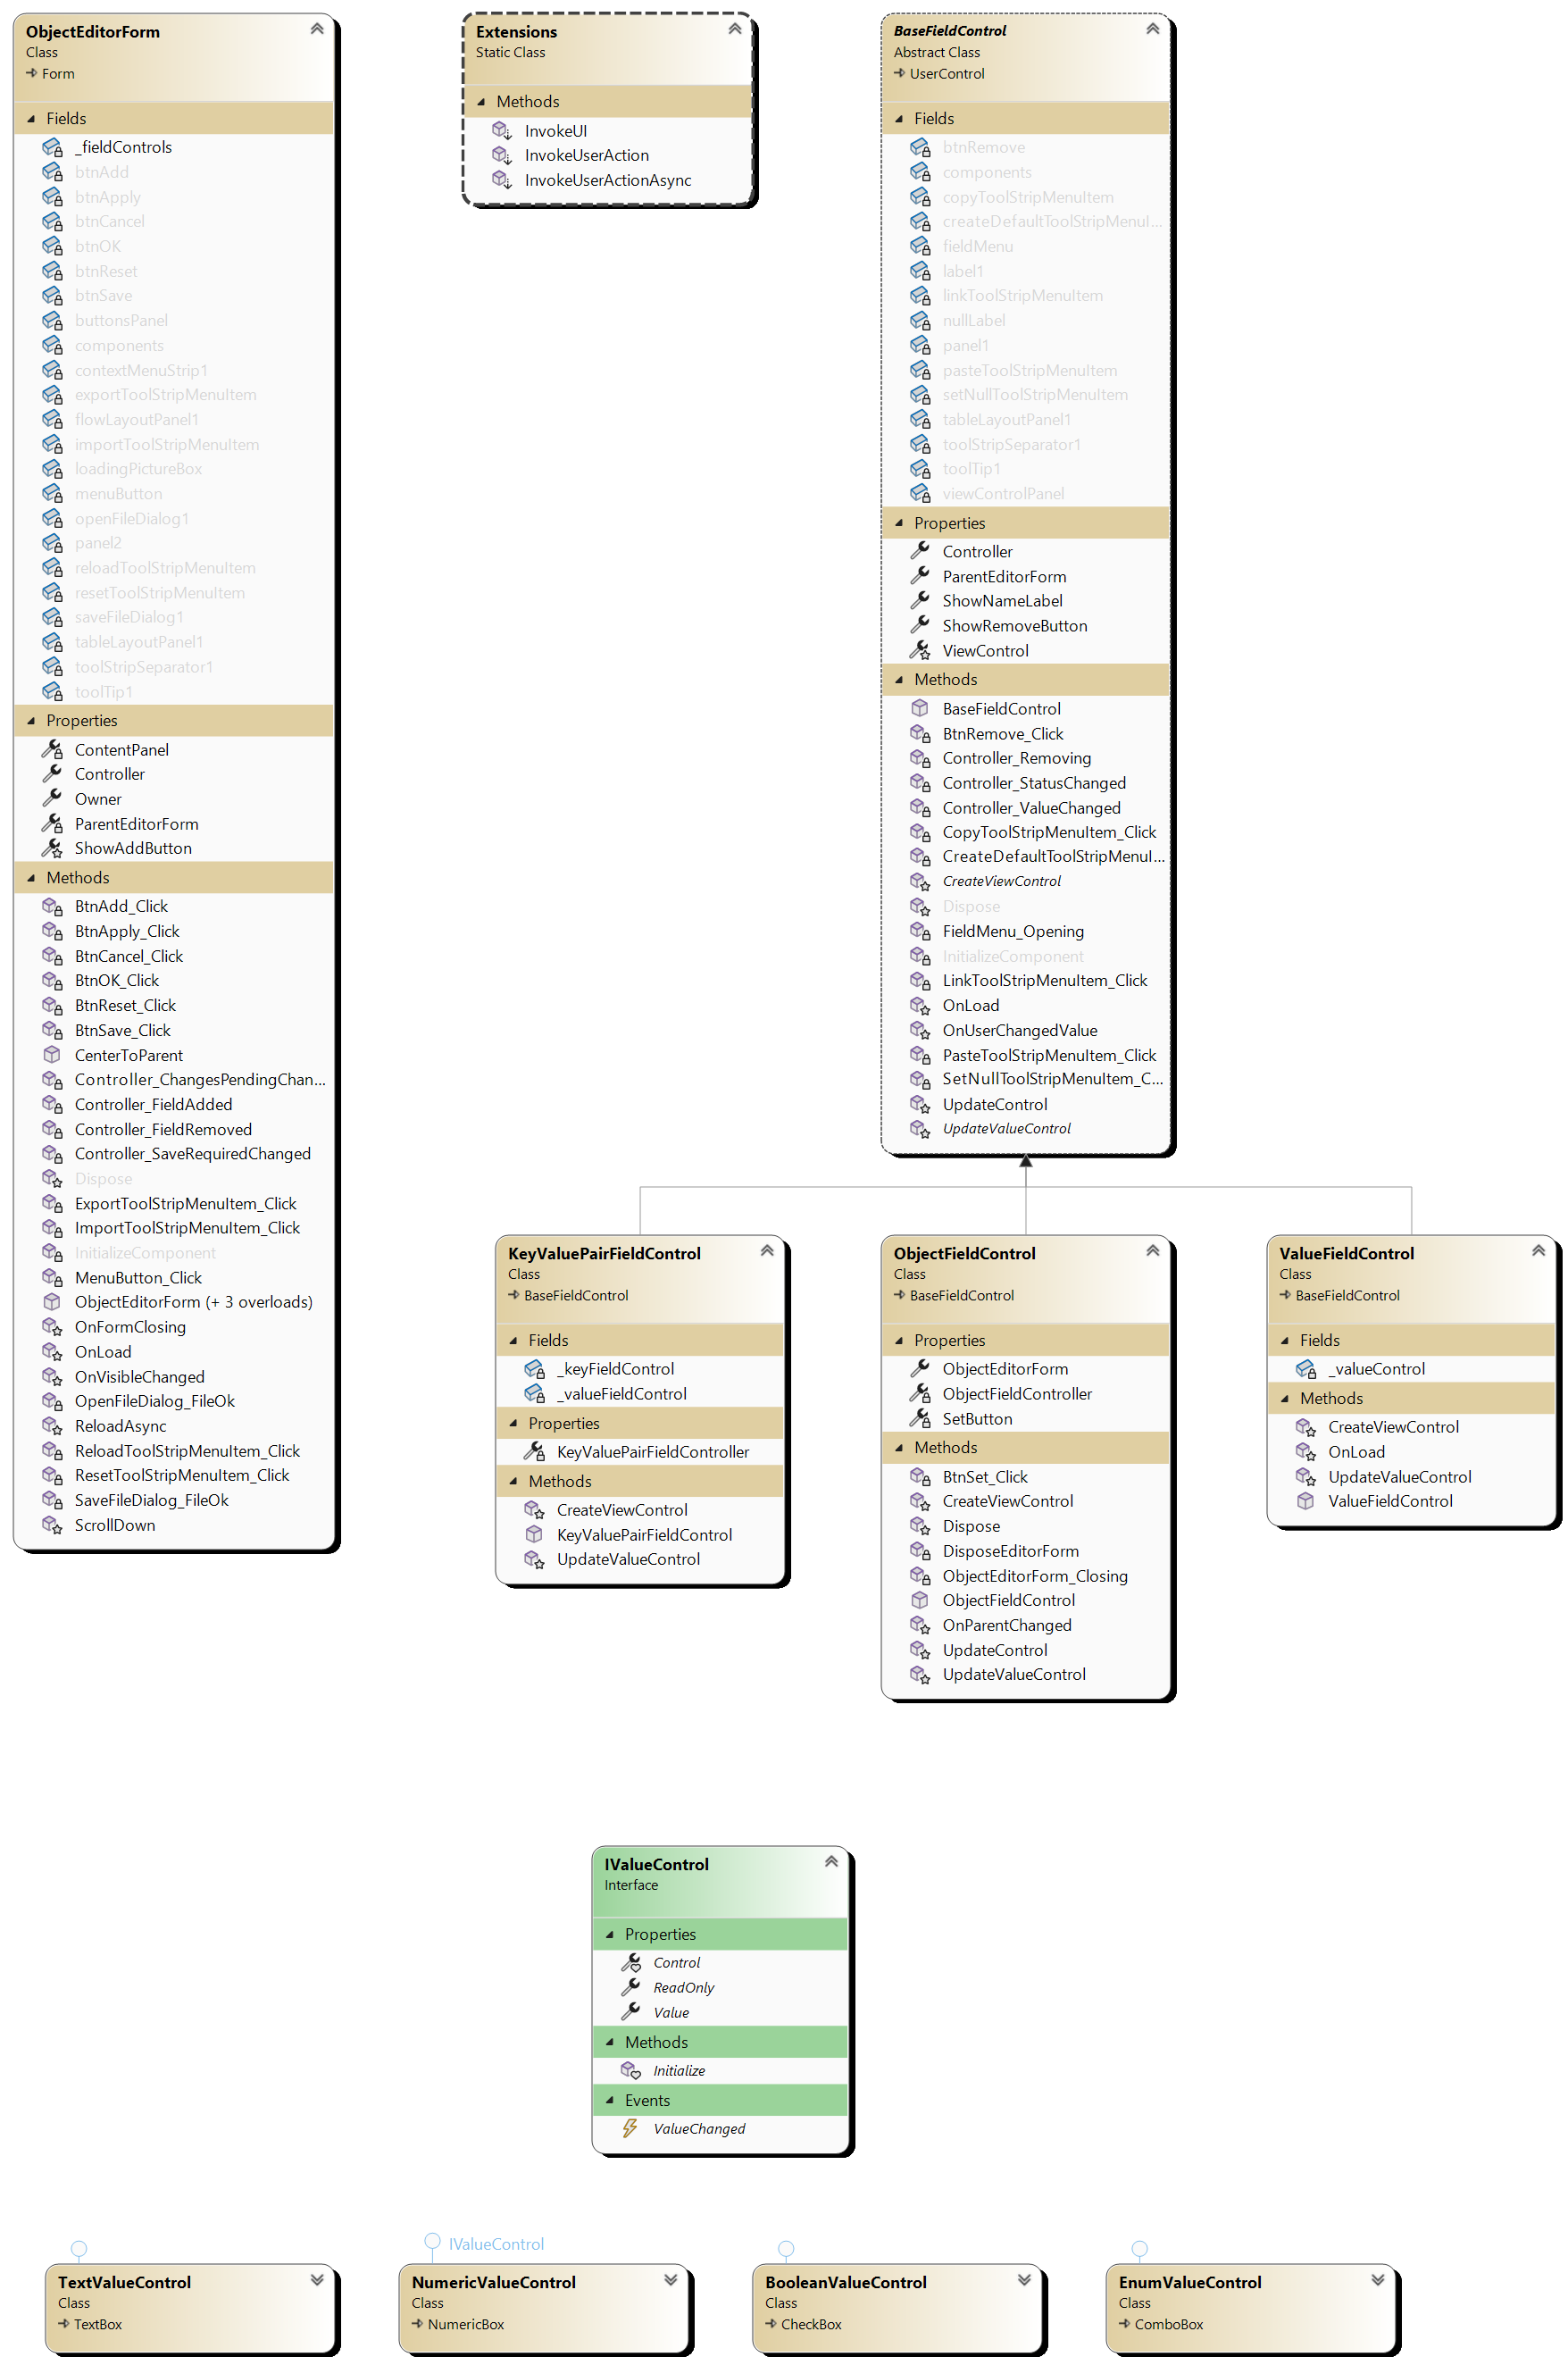 ObjectEditorForm
Class
Form
Fields
_fieldControls
btnAdd
btnApply
btnCancel
btnOK
btnReset
btnSave
buttonsPanel
components
contextMenuStrip1
exportToolStripMenuItem
flowLayoutPanel1
importToolStripMenuItem
loadingPictureBox
menuButton
openFileDialog1
panel2
reloadToolStripMenuItem
resetToolStripMenuItem
saveFileDialog1
tableLayoutPanel1
toolStripSeparator1
toolTip1
Properties
ContentPanel
Controller
Owner
ParentEditorForm
ShowAddButton
Methods
BtnAdd_Click
BtnApply_Click
BtnCancel_Click
BtnOK_Click
BtnReset_Click
BtnSave_Click
CenterToParent
Controller_ChangesPendingChan...
Controller_FieldAdded
Controller_FieldRemoved
Controller_SaveRequiredChanged
Dispose
ExportToolStripMenuItem_Click
ImportToolStripMenuItem_Click
InitializeComponent
MenuButton_Click
ObjectEditorForm (+ 3 overloads)
OnFormClosing
OnLoad
OnVisibleChanged
OpenFileDialog_FileOk
ReloadAsync
ReloadToolStripMenuItem_Click
ResetToolStripMenuItem_Click
SaveFileDialog_FileOk
ScrollDown
Extensions
Static Class
Methods
InvokeUI
InvokeUserAction
InvokeUserActionAsync
BaseFieldControl
Abstract Class
UserControl
Fields
btnRemove
components
copyToolStripMenuItem
createDefaultToolStripMenuI...
fieldMenu
label1
linkToolStripMenuItem
nullLabel
panel1
pasteToolStripMenuItem
setNullToolStripMenuItem
tableLayoutPanel1
toolStripSeparator1
toolTip1
viewControlPanel
Properties
Controller
ParentEditorForm
ShowNameLabel
ShowRemoveButton
ViewControl
Methods
BaseFieldControl
BtnRemove_Click
Controller_Removing
Controller_StatusChanged
Controller_ValueChanged
CopyToolStripMenuItem_Click
CreateDefaultToolStripMenuI...
CreateViewControl
Dispose
FieldMenu_Opening
InitializeComponent
LinkToolStripMenuItem_Click
OnLoad
OnUserChangedValue
PasteToolStripMenuItem_Click
SetNullToolStripMenuItem_C...
UpdateControl
UpdateValueControl
KeyValuePairFieldControl
Class
BaseFieldControl
Fields
_keyFieldControl
_valueFieldControl
Properties
KeyValuePairFieldController
Methods
CreateViewControl
KeyValuePairFieldControl
UpdateValueControl
ObjectFieldControl
Class
BaseFieldControl
Properties
ObjectEditorForm
ObjectFieldController
SetButton
Methods
BtnSet_Click
CreateViewControl
Dispose
DisposeEditorForm
ObjectEditorForm_Closing
ObjectFieldControl
OnParentChanged
UpdateControl
UpdateValueControl
ValueFieldControl
Class
BaseFieldControl
Fields
_valueControl
Methods
CreateViewControl
OnLoad
UpdateValueControl
ValueFieldControl
IValueControl
Interface
Properties
Control
ReadOnly
Value
Methods
Initialize
Events
ValueChanged
TextValueControl
Class
TextBox
IValueControl
NumericValueControl
Class
NumericBox
BooleanValueControl
Class
CheckBox
EnumValueControl
Class
ComboBox